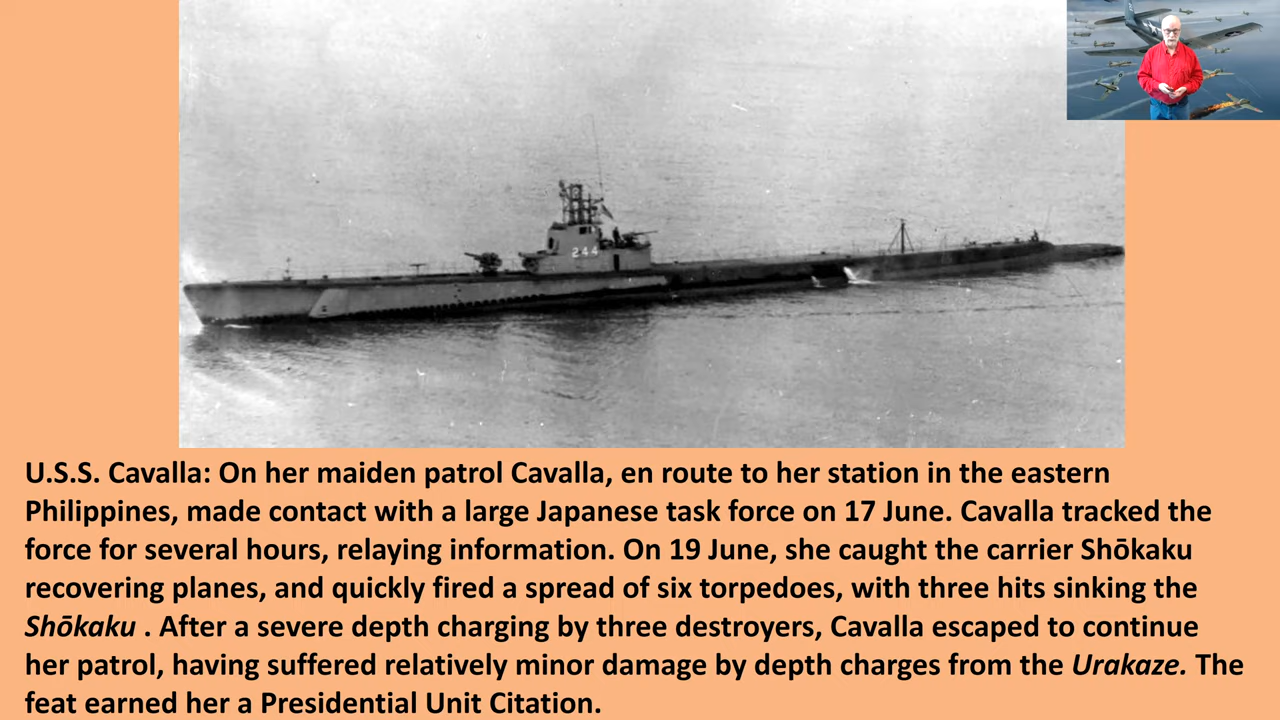 244
U.S.S. Cavalla: On her maiden patrol Cavalla, en route to her station in the eastern
Philippines, made contact with a large Japanese task force on 17 June. Cavalla tracked the
force for several hours, relaying information. On 19 June, she caught the carrier Shōkaku
recovering planes, and quickly fired a spread of six torpedoes, with three hits sinking the
Shōkaku . After a severe depth charging by three destroyers, Cavalla escaped to continue
her patrol, having suffered relatively minor damage by depth charges from the Urakaze. The
feat earned her a Presidential Unit Citation.